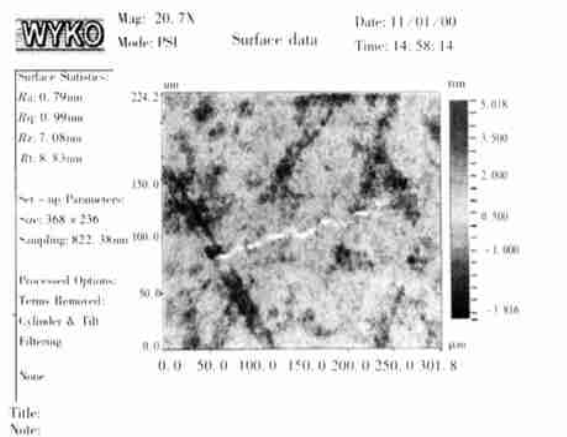 WYKO
Mag: 20.7X
Mode: PSI
Surface data
Date: 11/01/00
Time: 14:58:14
Surface Statistics:
Ra: 0.79nm
Rq: 0.99nm
Rz: 7.08nm
Rt: 8.83nm
Set-up Parameters:
Size: 368 x 236
Sampling: 822.38nm
Processed Options:
Terms Removed:
Cylinder & Tilt
Filtering
None
Title:
Note:
224.2
150.0
100.0
50.0
0.0
0.0 50.0 100.0 150.0 200.0 250.0 301.8
μm
nm
5.018
3.500
2.000
0.500
-1.000